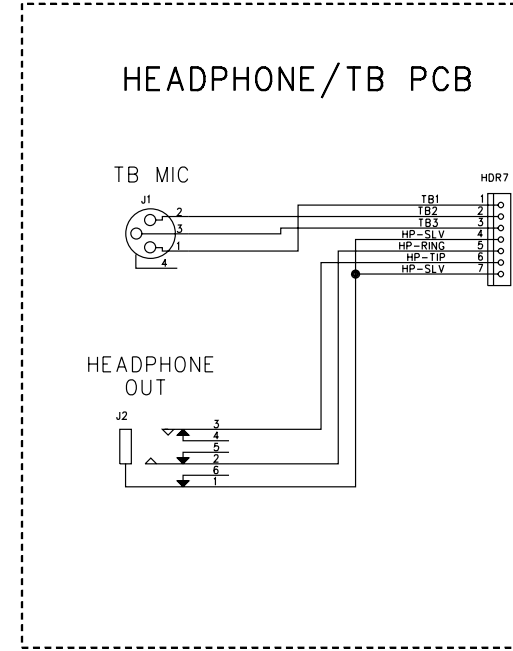 HEADPHONE/TB PCB
TB MIC
J1
2
3
1
4
HDR7
TB1 1
TB2 2
TB3 3
HP-SLV 4
HP-RING 5
HP-TIP 6
HP-SLV 7
HEADPHONE
OUT
J2
3
4
5
2
6
1